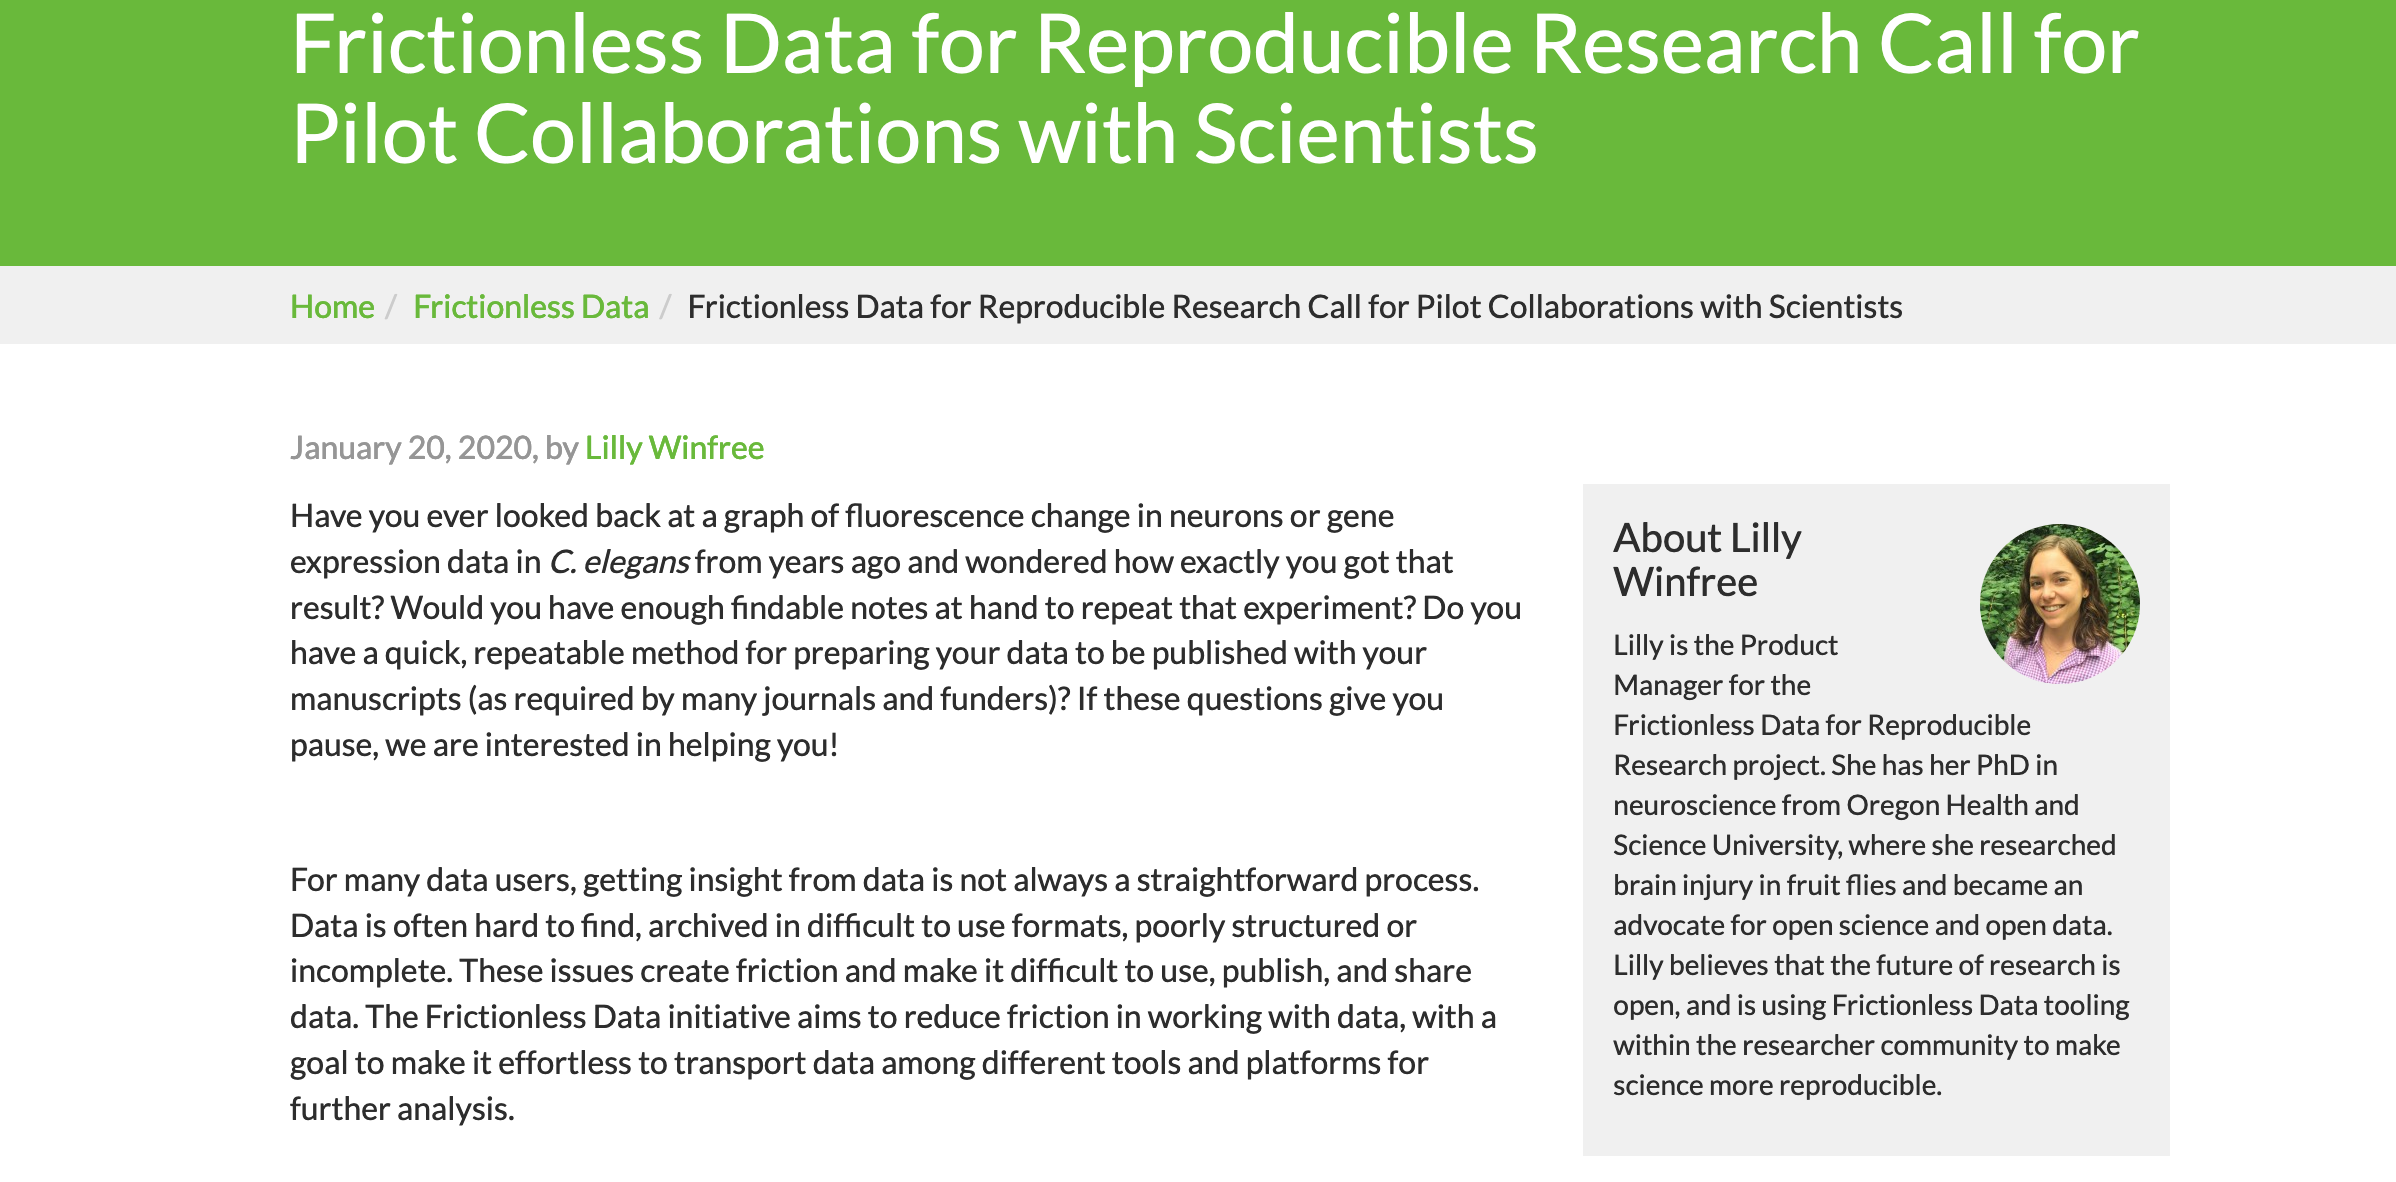 Frictionless Data for Reproducible Research Call for
Pilot Collaborations with Scientists
Home / Frictionless Data / Frictionless Data for Reproducible Research Call for Pilot Collaborations with Scientists
January 20, 2020, by Lilly Winfree
Have you ever looked back at a graph of fluorescence change in neurons or gene
expression data in C. elegans from years ago and wondered how exactly you got that
result? Would you have enough findable notes at hand to repeat that experiment? Do you
have a quick, repeatable method for preparing your data to be published with your
manuscripts (as required by many journals and funders)? If these questions give you
pause, we are interested in helping you!
For many data users, getting insight from data is not always a straightforward process.
Data is often hard to find, archived in difficult to use formats, poorly structured or
incomplete. These issues create friction and make it difficult to use, publish, and share
data. The Frictionless Data initiative aims to reduce friction in working with data, with a
goal to make it effortless to transport data among different tools and platforms for
further analysis.
About Lilly
Winfree
Lilly is the Product
Manager for the
Frictionless Data for Reproducible
Research project. She has her PhD in
neuroscience from Oregon Health and
Science University, where she researched
brain injury in fruit flies and became an
advocate for open science and open data.
Lilly believes that the future of research is
open, and is using Frictionless Data tooling
within the researcher community to make
science more reproducible.